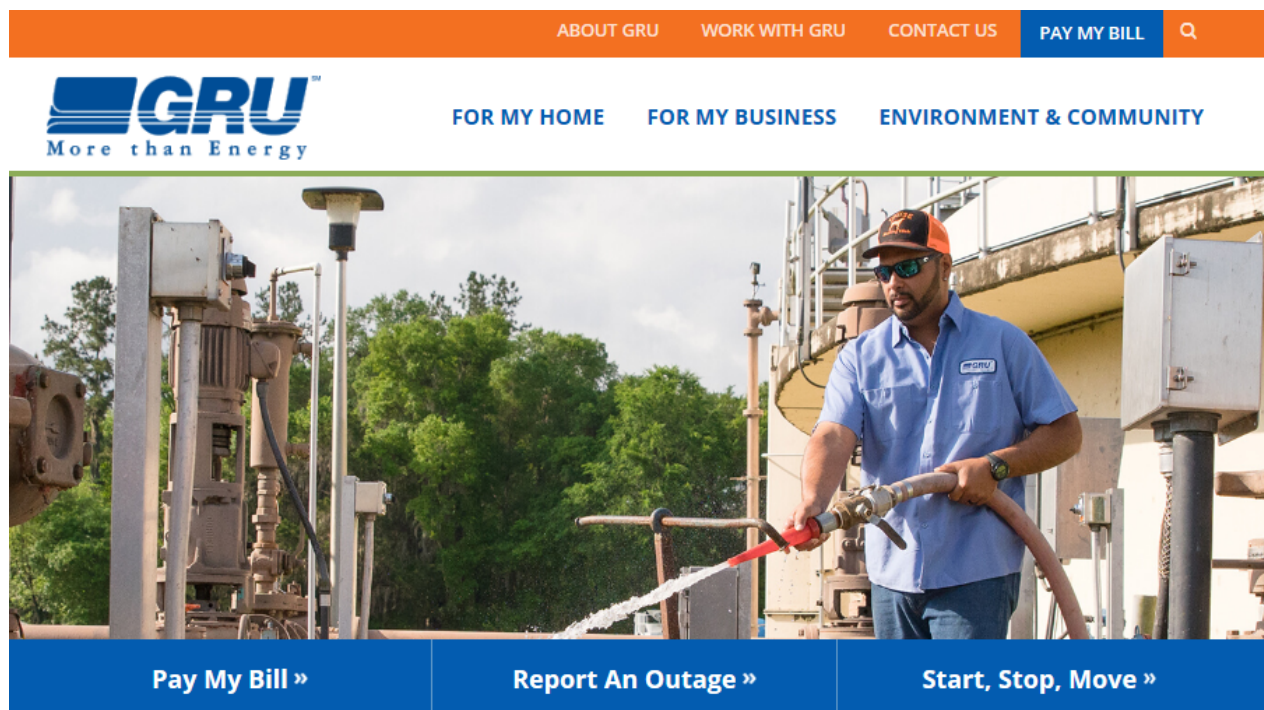 ABOUT GRU WORK WITH GRU CONTACT US PAY MY BILL
GRU℠
More than Energy
FOR MY HOME FOR MY BUSINESS ENVIRONMENT & COMMUNITY
GRU
Pay My Bill » Report An Outage » Start, Stop, Move »